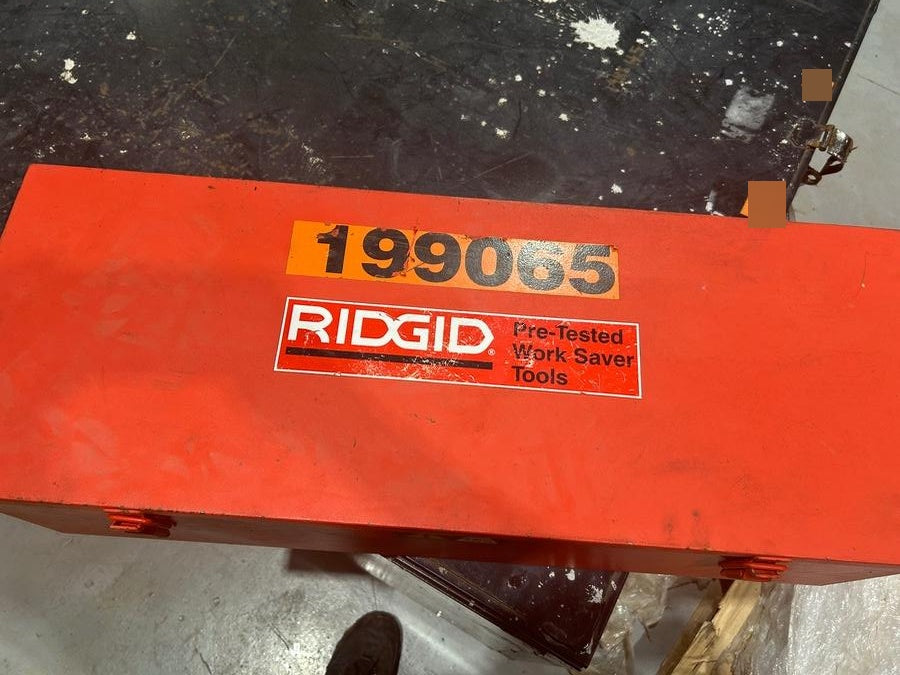 199065
RIDGID®
Pre-Tested
Work Saver
Tools